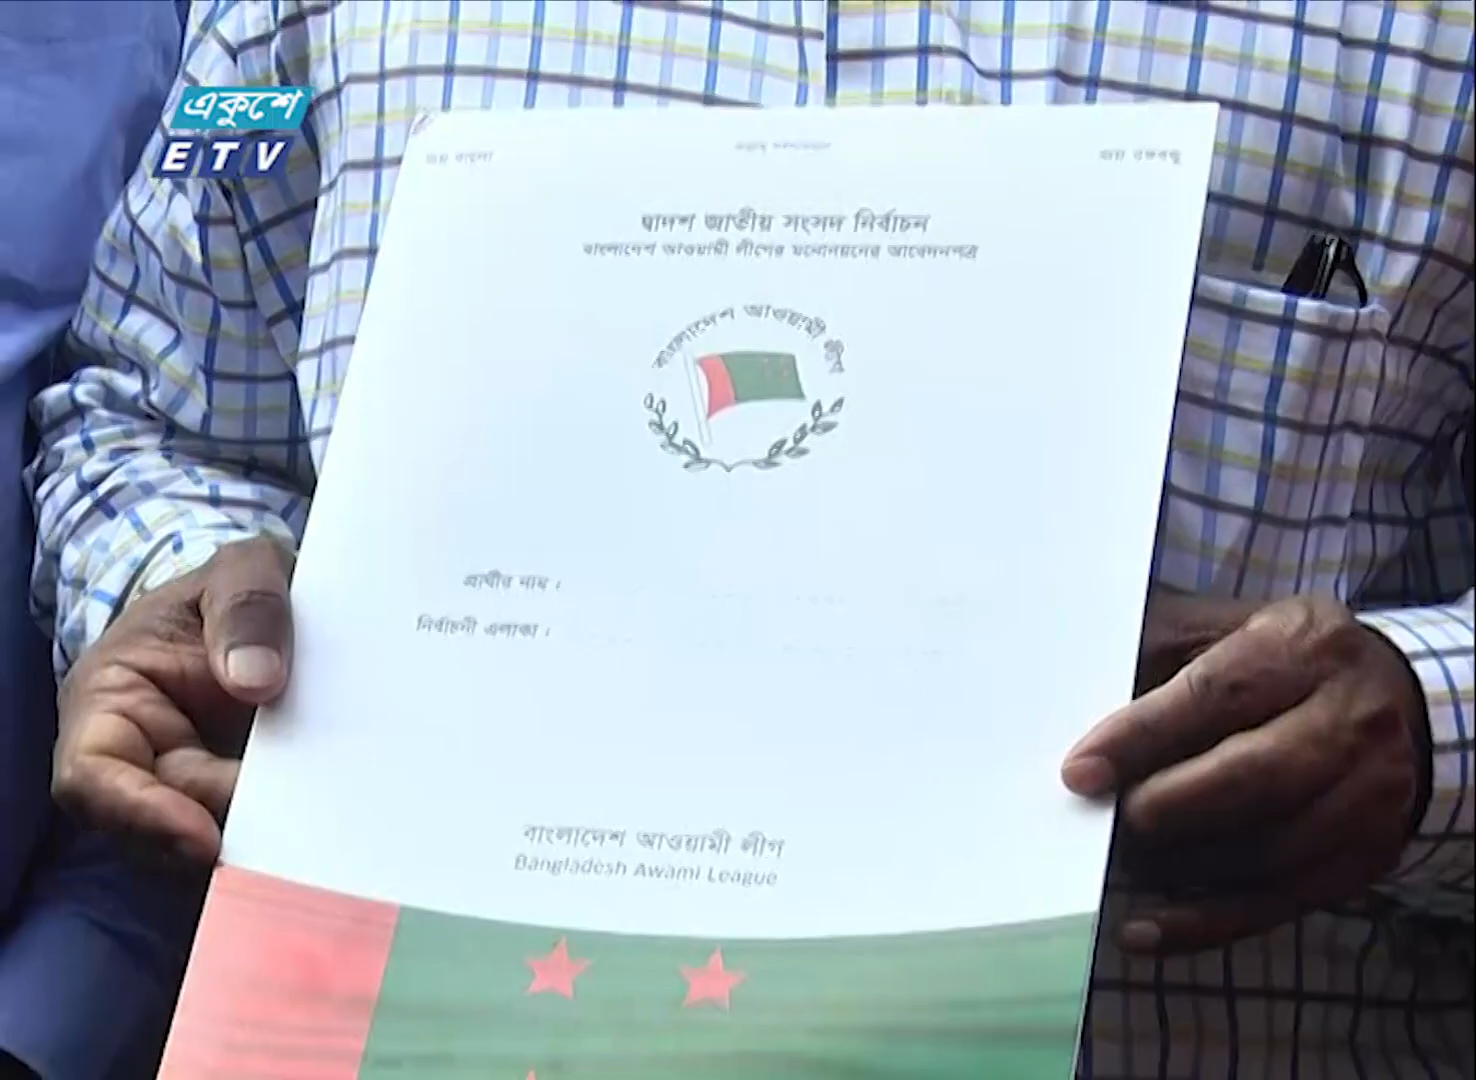 একুশে
ETV
জয় বাংলা
জয় বঙ্গবন্ধু
দ্বাদশ জাতীয় সংসদ নির্বাচন
বাংলাদেশ আওয়ামী লীগের মনোনয়নের আবেদনপত্র
বাংলাদেশ আওয়ামী লীগ
প্রার্থীর নাম :
নির্বাচনী এলাকা :
বাংলাদেশ আওয়ামী লীগ
Bangladesh Awami League